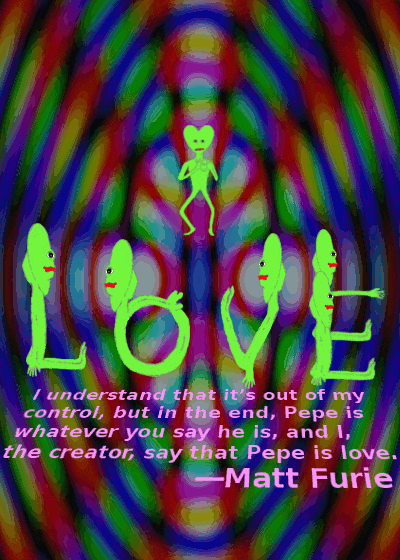 LOVE
I understand that it's out of my
control, but in the end, Pepe is
whatever you say he is, and I,
the creator, say that Pepe is love.
—Matt Furie